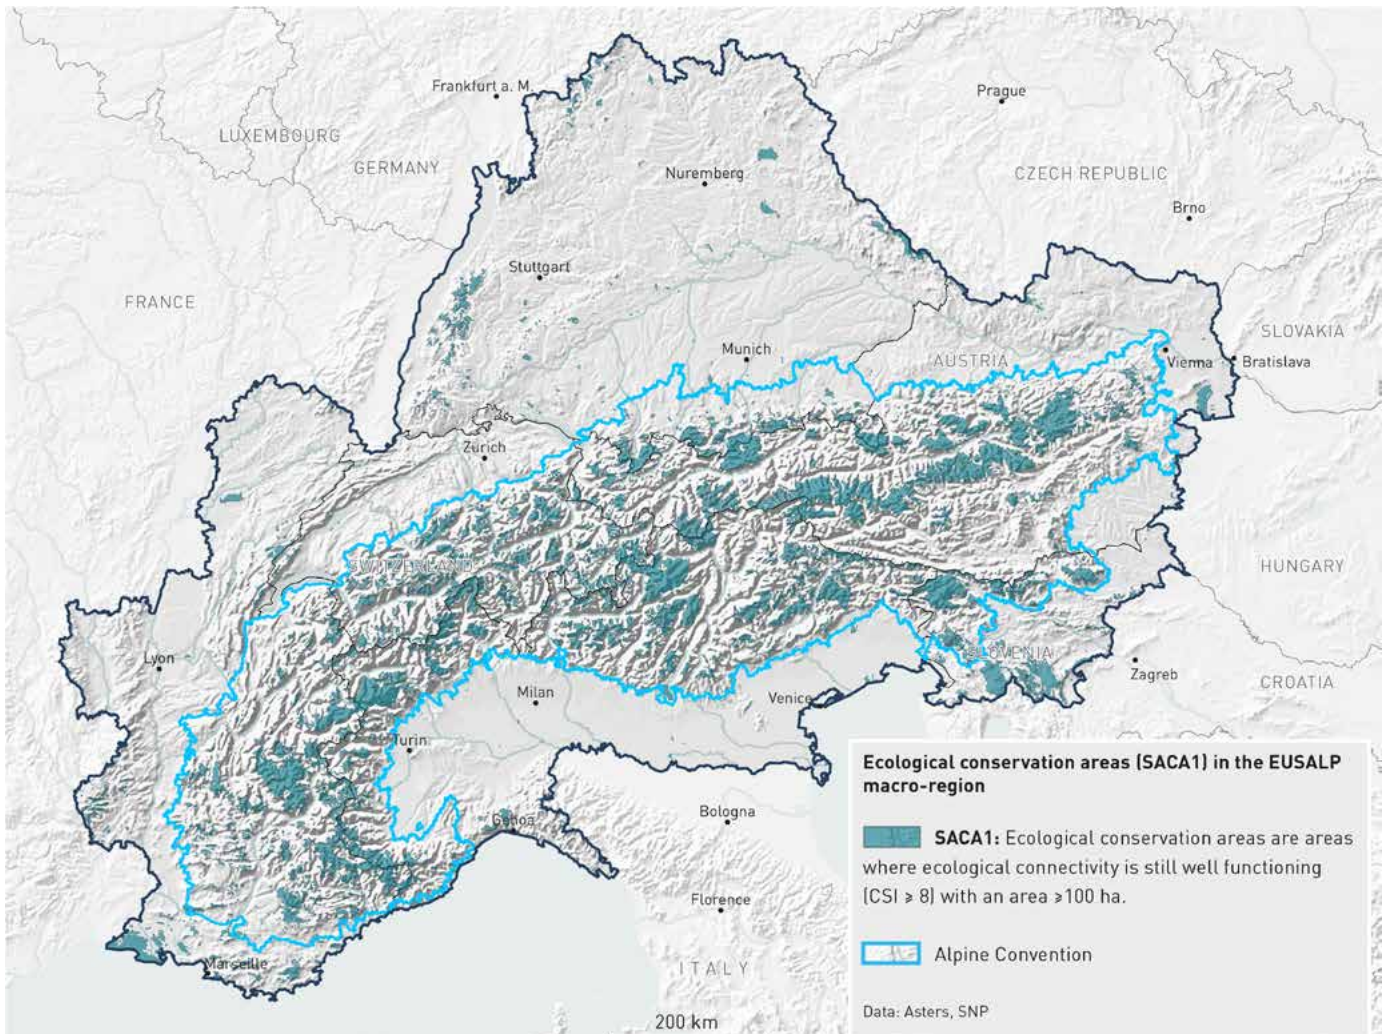 Frankfurt a. M.
Prague
LUXEMBOURG
GERMANY
Nuremberg
CZECH REPUBLIC
Brno
Stuttgart
FRANCE
SLOVAKIA
Munich
AUSTRIA
Vienna
Bratislava
Zürich
SWITZERLAND
HUNGARY
Lyon
SLOVENIA
Zagreb
Milan
Venice
CROATIA
Turin
Genoa
Bologna
Florence
Marseille
ITALY
200 km
Ecological conservation areas (SACA1) in the EUSALP
macro-region
SACA1: Ecological conservation areas are areas
where ecological connectivity is still well functioning
(CSI ≥ 8) with an area ≥100 ha.
Alpine Convention
Data: Asters, SNP